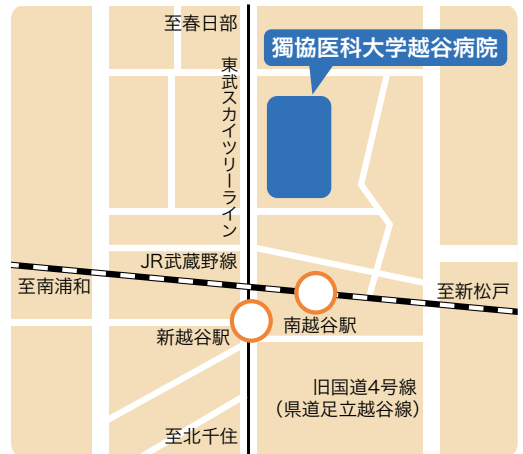 至春日部
獨協医科大学越谷病院
東武スカイツリーライン
JR武蔵野線
至南浦和
至新松戸
新越谷駅
南越谷駅
旧国道4号線
（県道足立越谷線）
至北千住